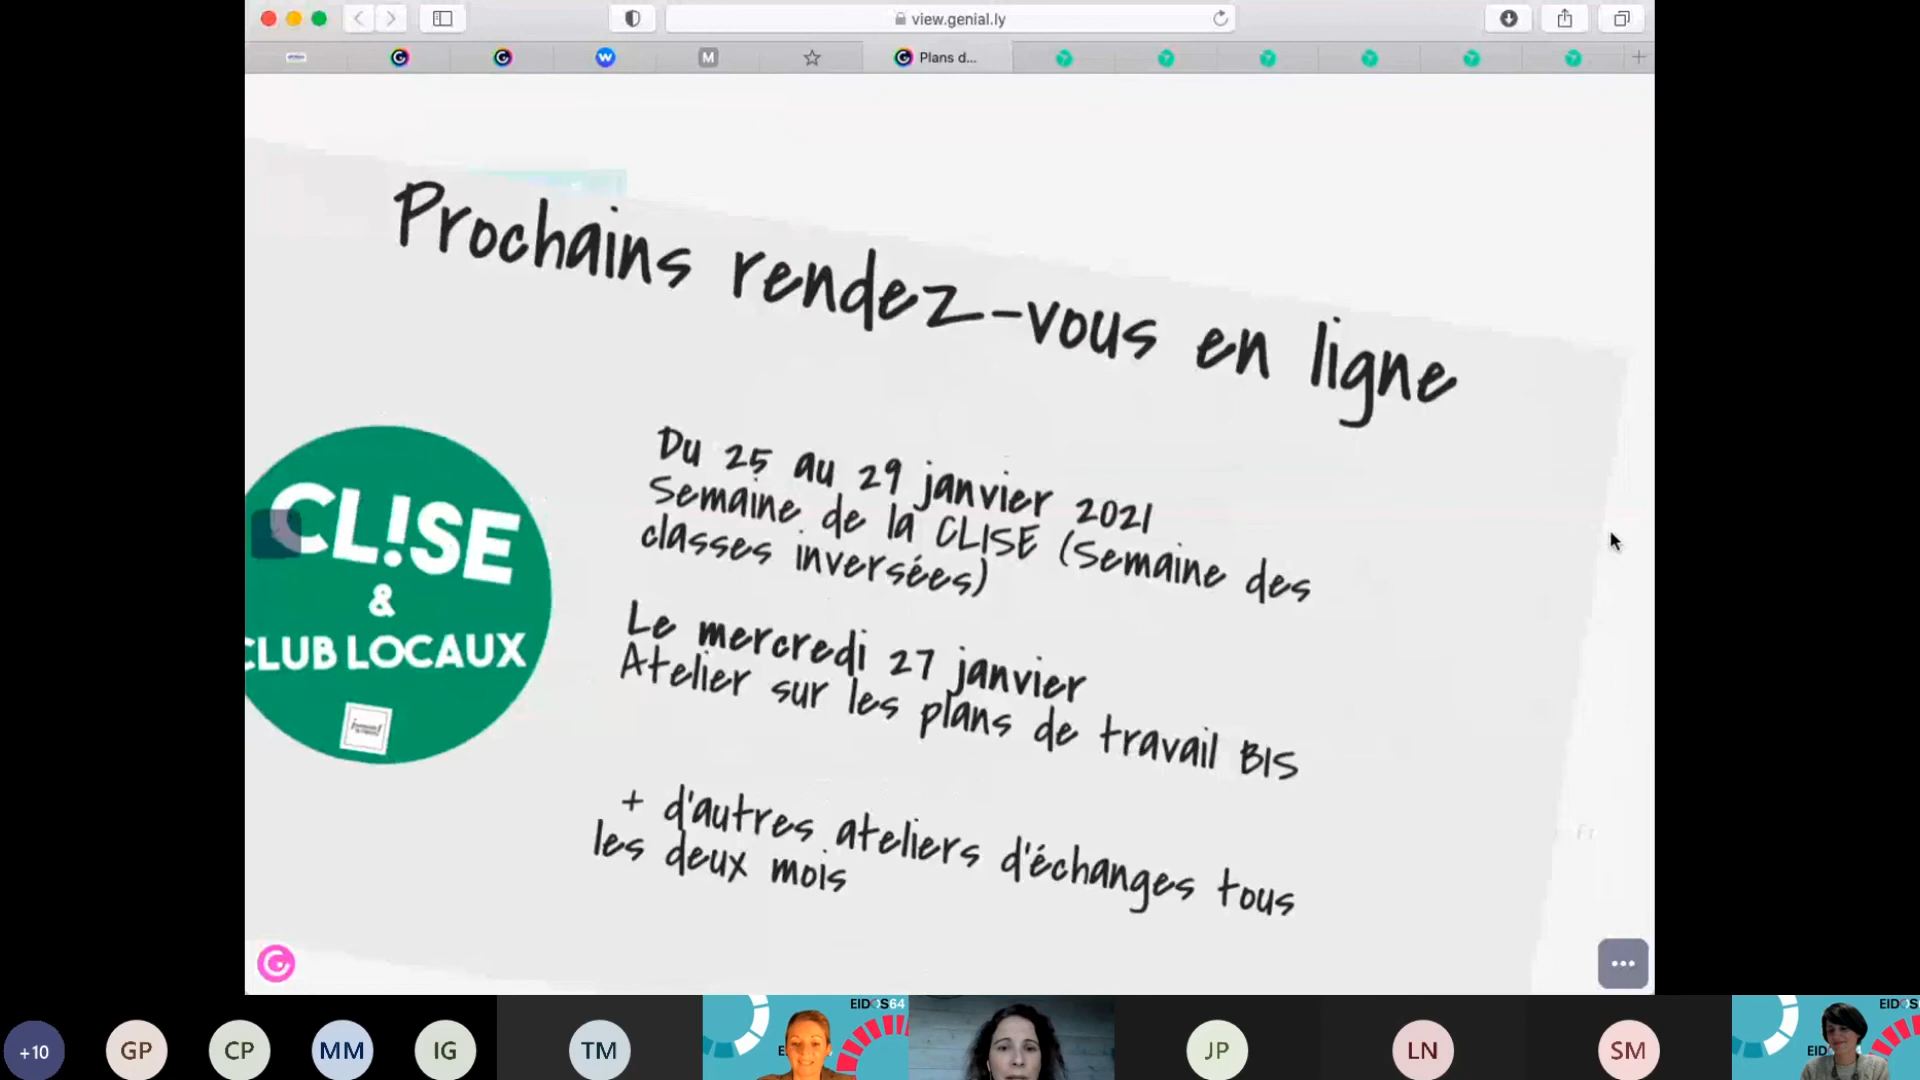 view.genial.ly
M
Plans d...
Prochains rendez-vous en ligne
Du 25 au 29 janvier 2021
Semaine de la CLISE (Semaine des
classes inversées)
Le mercredi 27 janvier
Atelier sur les plans de travail BIS
+ d'autres ateliers d'échanges tous
les deux mois
CL!SE
&
CLUB LOCAUX
+10
GP
CP
MM
IG
TM
EIDOS64
JP
LN
SM
EIDOS